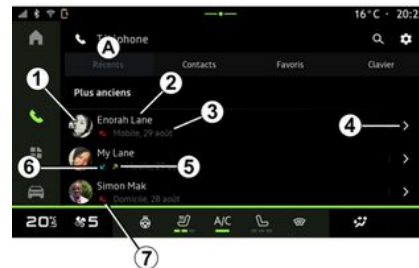 16°C · 20:2
Téléphone
A
Récents Contacts Favoris Clavier
Plus anciens
1 2 3 4
Enorah Lane
Mobile, 29 août
My Lane
6 5
Simon Mak
Domicile, 28 août
20 5 A/C
7